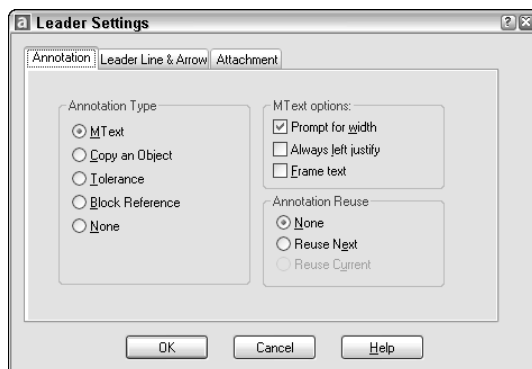 a Leader Settings
Annotation Leader Line & Arrow Attachment
Annotation Type
MText
Copy an Object
Tolerance
Block Reference
None
MText options:
Prompt for width
Always left justify
Frame text
Annotation Reuse
None
Reuse Next
Reuse Current
OK Cancel Help